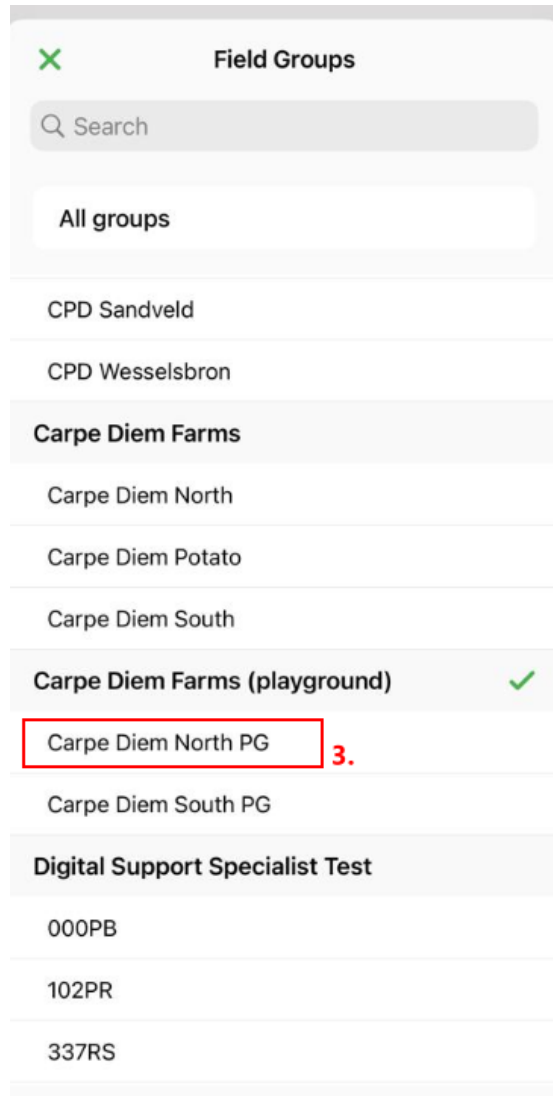 Field Groups
Search
All groups
CPD Sandveld
CPD Wesselsbron
Carpe Diem Farms
Carpe Diem North
Carpe Diem Potato
Carpe Diem South
Carpe Diem Farms (playground)
Carpe Diem North PG 3.
Carpe Diem South PG
Digital Support Specialist Test
000PB
102PR
337RS